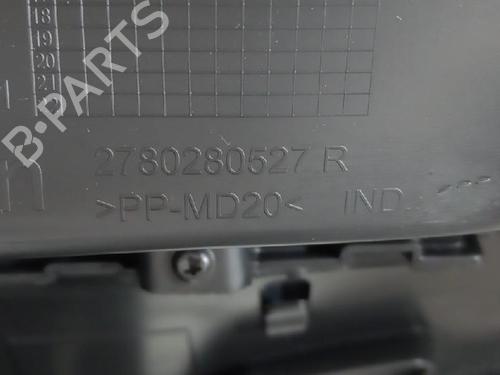 18
19
20
21
B-PARTS
2780280527 R
>PP-MD20< IND. ---